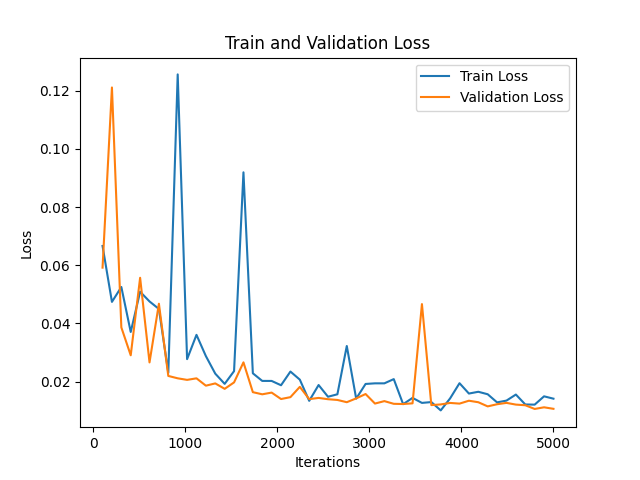 Train and Validation Loss
Train Loss
Validation Loss
0.12
0.10
0.08
0.06
0.04
0.02
Loss
0
1000
2000
3000
4000
5000
Iterations